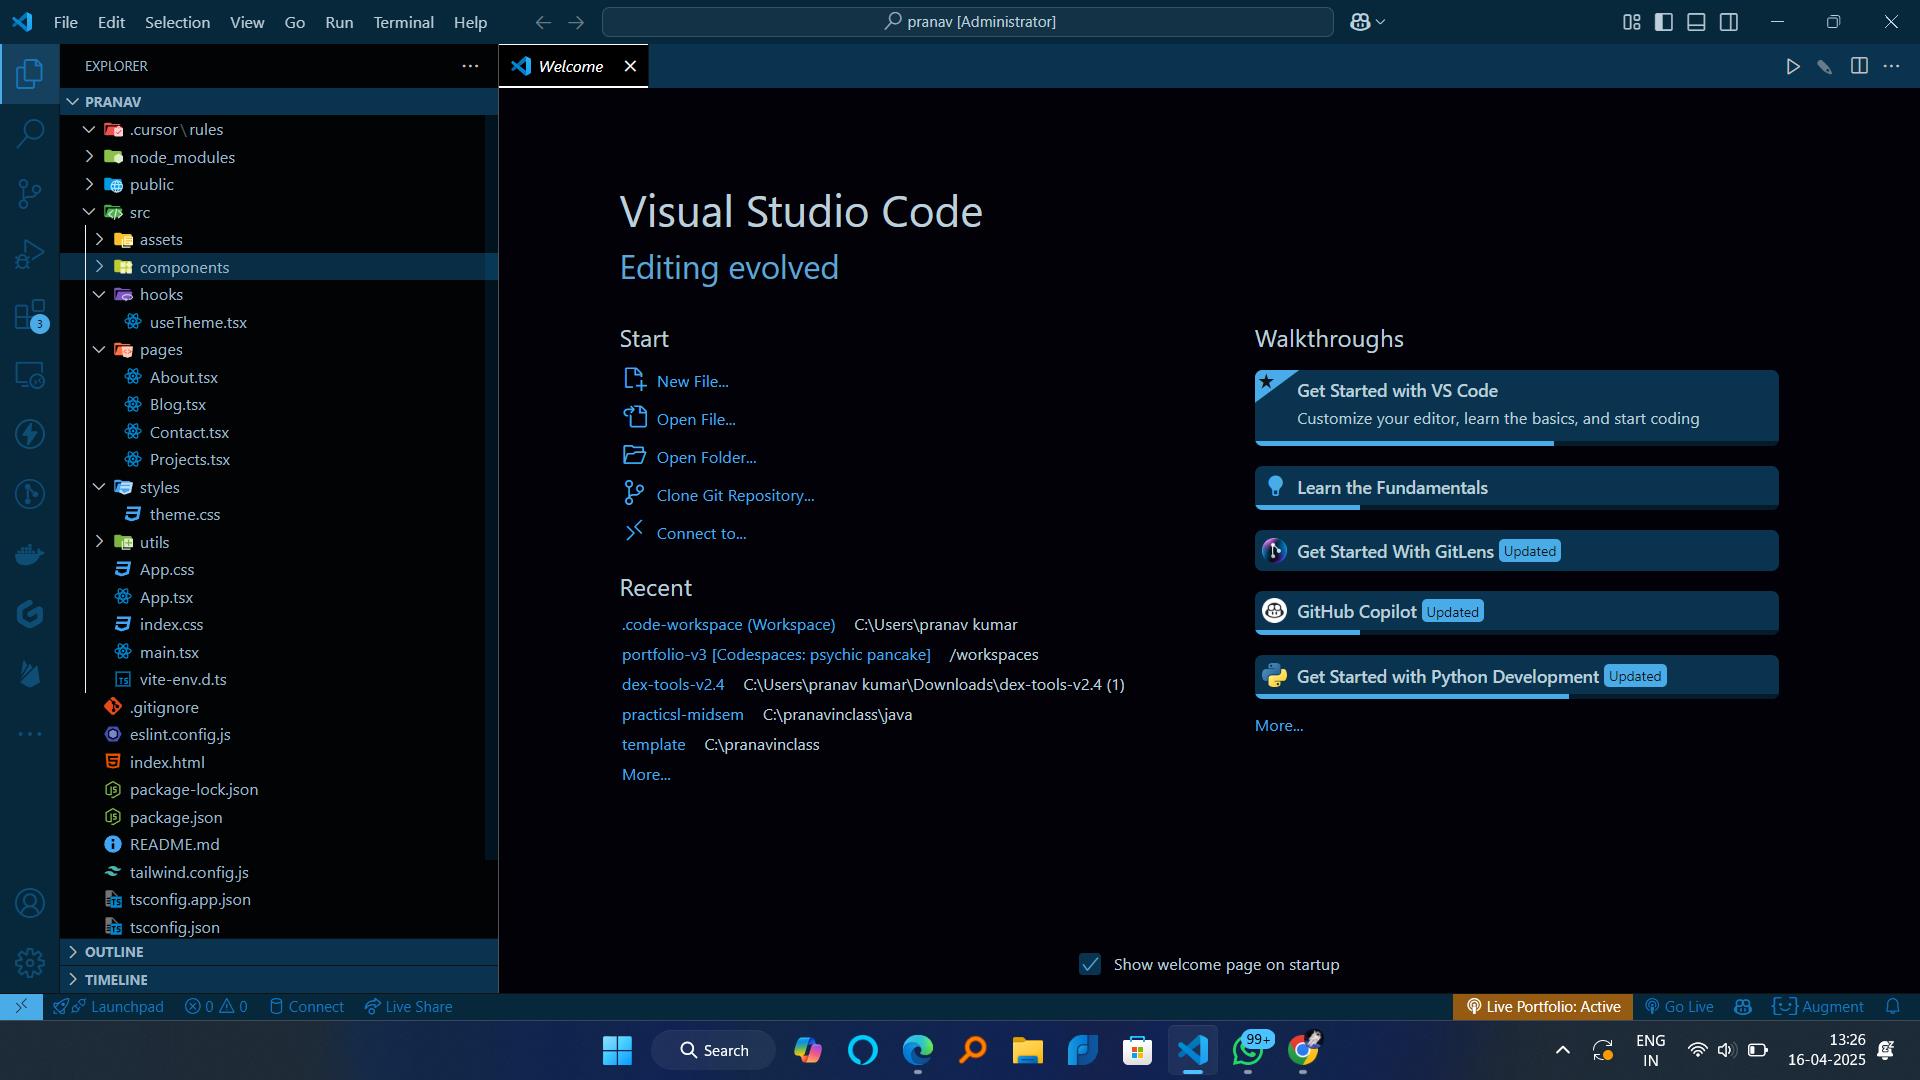 File Edit Selection View Go Run Terminal Help
pranav [Administrator]
EXPLORER
Welcome
PRANAV
.cursor\rules
node_modules
public
src
assets
components
hooks
useTheme.tsx
pages
About.tsx
Blog.tsx
Contact.tsx
Projects.tsx
styles
theme.css
utils
App.css
App.tsx
index.css
main.tsx
vite-env.d.ts
.gitignore
eslint.config.js
index.html
package-lock.json
package.json
README.md
tailwind.config.js
tsconfig.app.json
tsconfig.json
OUTLINE
TIMELINE
3
Visual Studio Code
Editing evolved
Start
New File...
Open File...
Open Folder...
Clone Git Repository...
Connect to...
Recent
.code-workspace (Workspace) C:\Users\pranav kumar
portfolio-v3 [Codespaces: psychic pancake] /workspaces
dex-tools-v2.4 C:\Users\pranav kumar\Downloads\dex-tools-v2.4 (1)
practicsl-midsem C:\pranavinclass\java
template C:\pranavinclass
More...
Walkthroughs
Get Started with VS Code
Customize your editor, learn the basics, and start coding
Learn the Fundamentals
Get Started With GitLens Updated
GitHub Copilot Updated
Get Started with Python Development Updated
More...
Show welcome page on startup
Launchpad 0 0 Connect Live Share
Live Portfolio: Active Go Live Augment
Search
99+
ENG
IN
13:26
16-04-2025